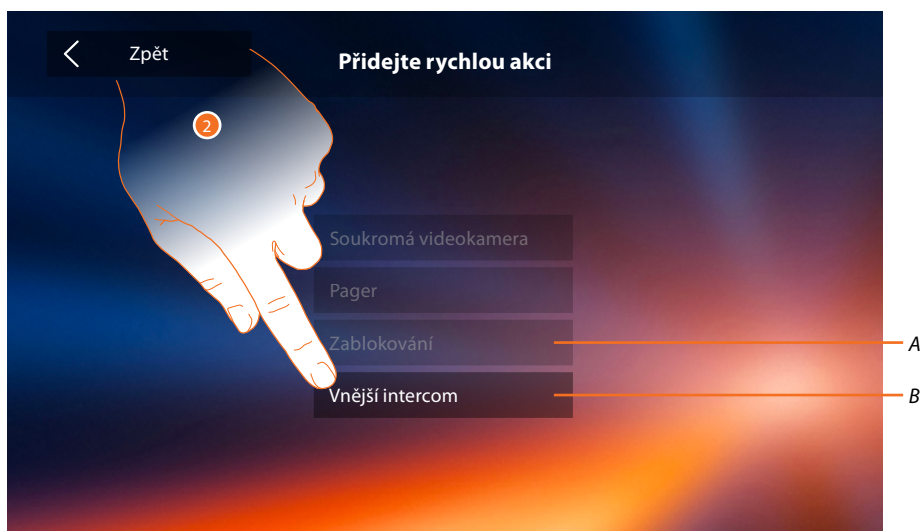 Zpět
Přidejte rychlou akci
2
Soukromá videokamera
Pager
Zablokování
A
Vnější intercom
B